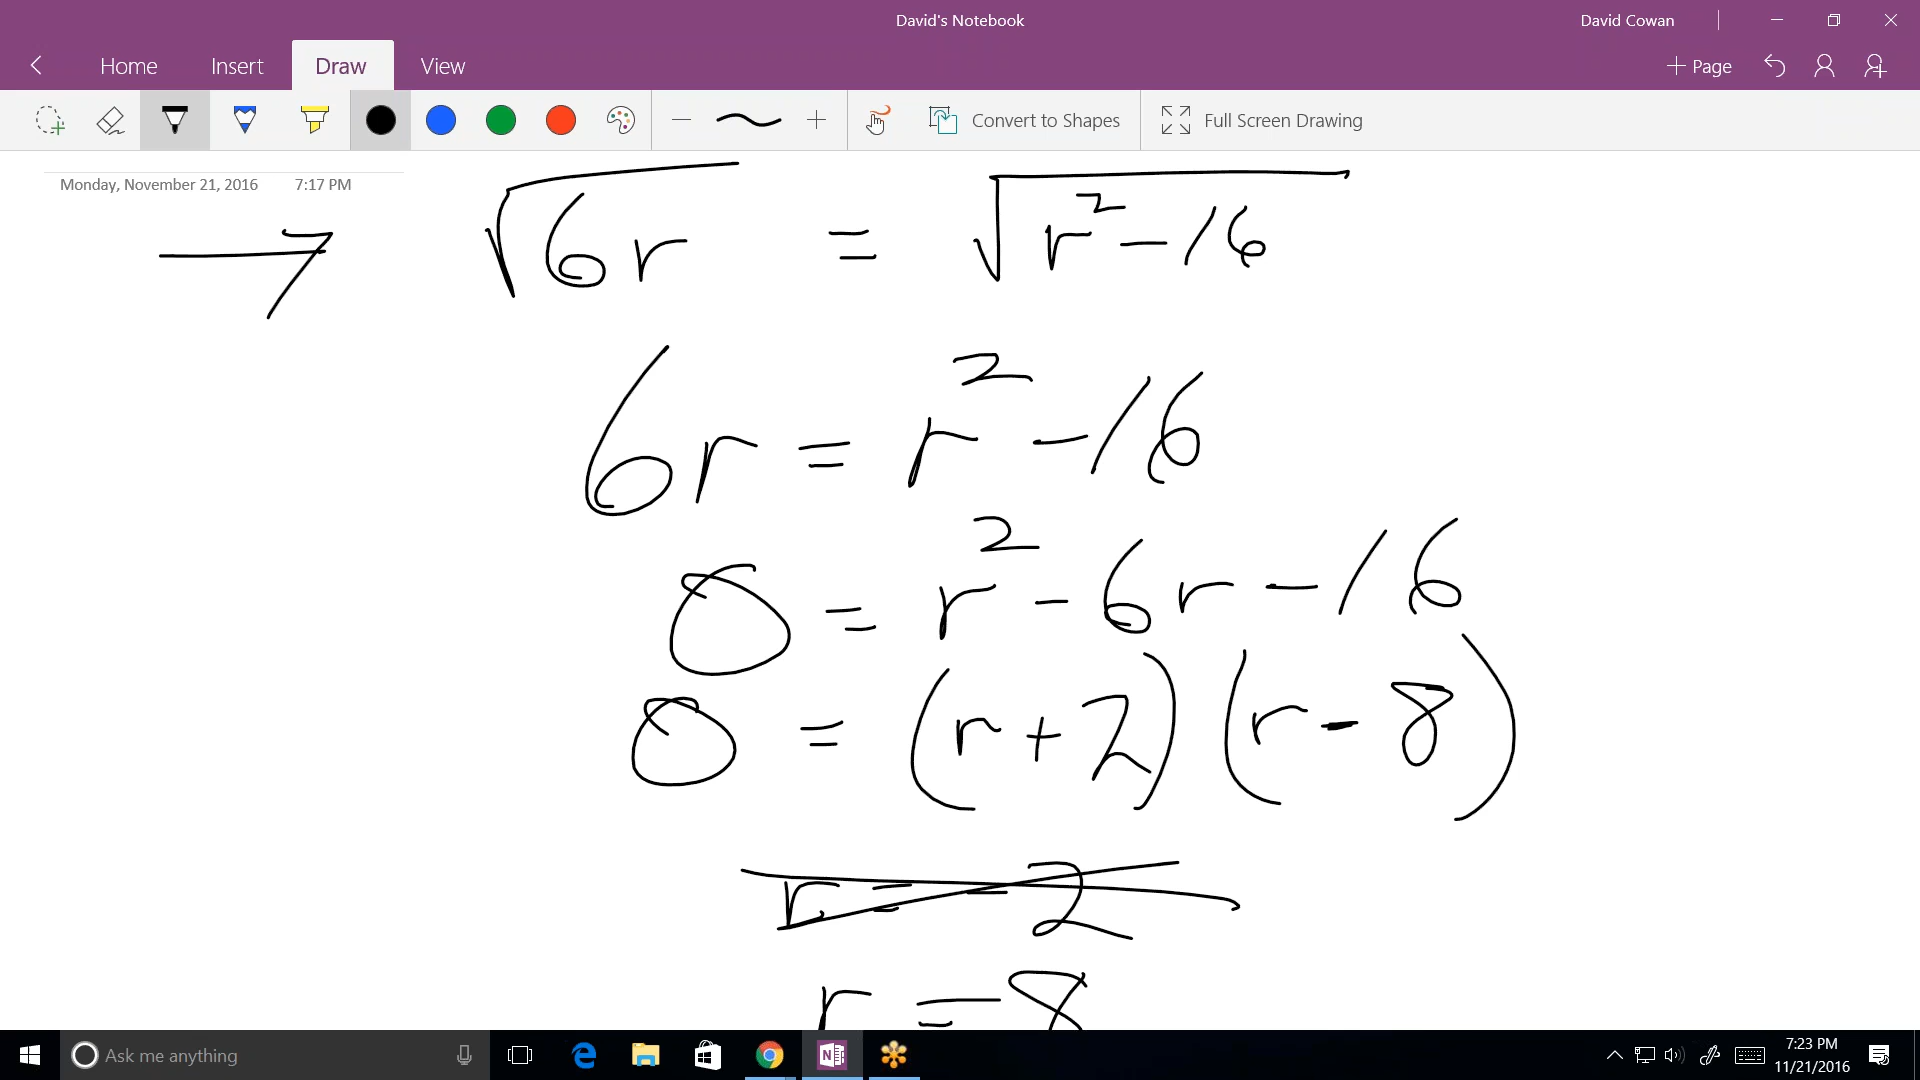 David's Notebook David Cowan
Home Insert Draw View + Page
Convert to Shapes Full Screen Drawing
Monday, November 21, 2016 7:17 PM
→ √6r = √r²-16
6r = r²-16
0 = r²-6r-16
0 = (r+2)(r-8)
r = -2
r = 8
Ask me anything 7:23 PM
11/21/2016